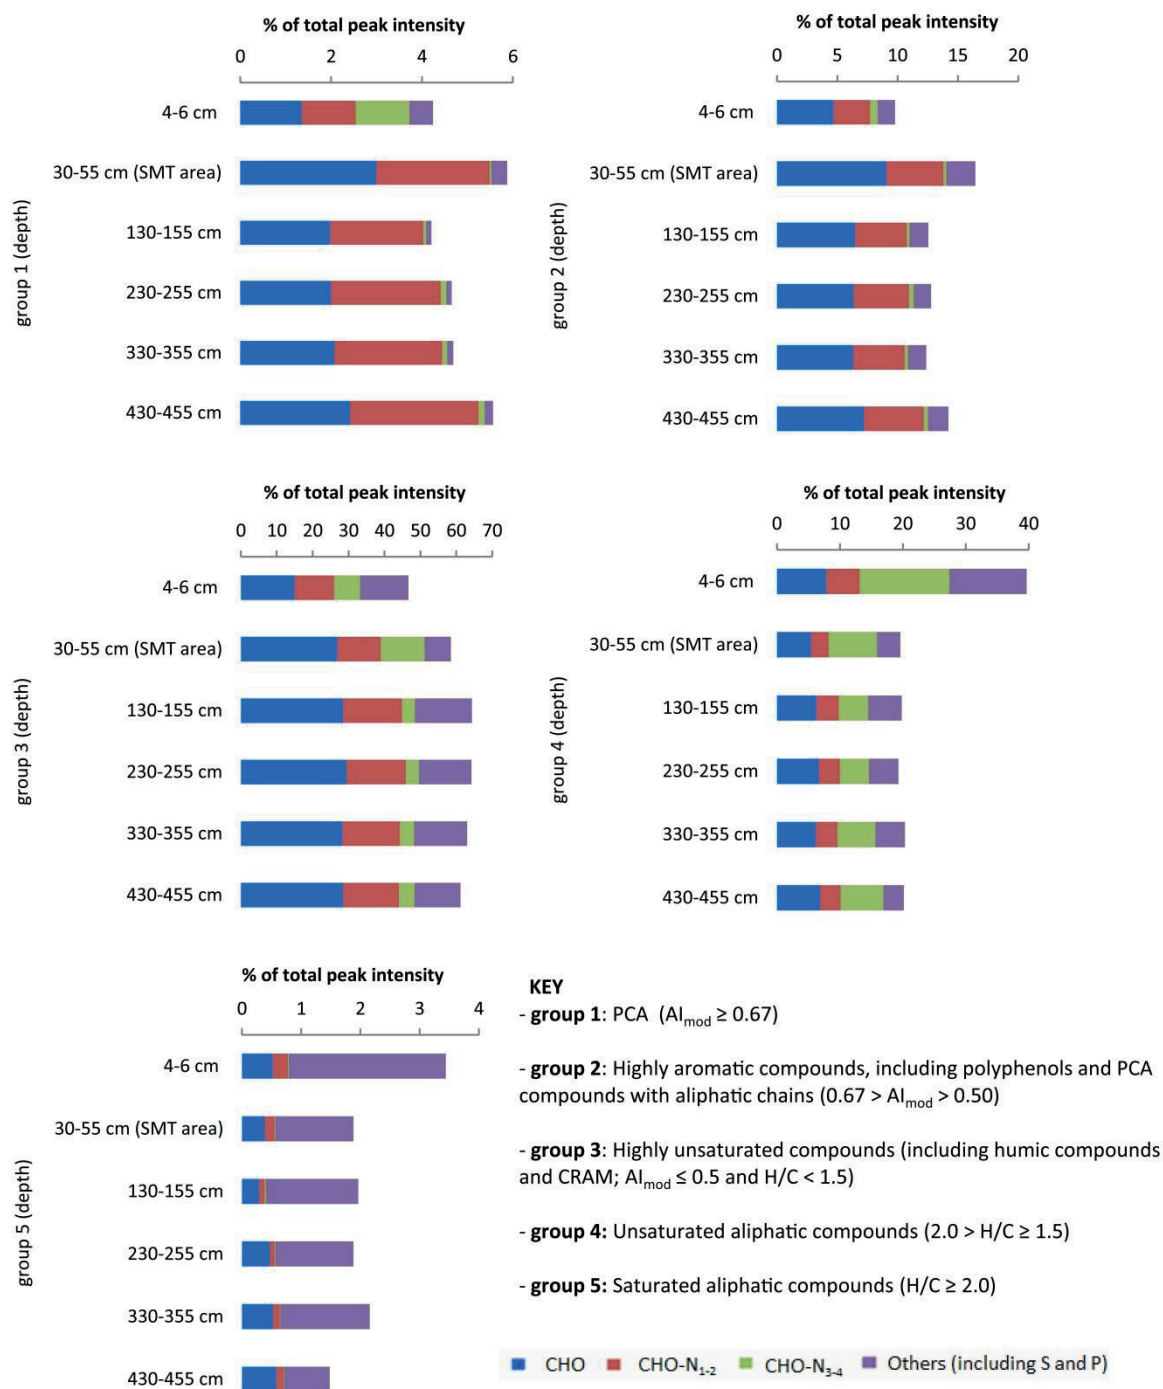 % of total peak intensity
0 2 4 6
group 1 (depth)
4-6 cm
30-55 cm (SMT area)
130-155 cm
230-255 cm
330-355 cm
430-455 cm
% of total peak intensity
0 5 10 15 20
group 2 (depth)
4-6 cm
30-55 cm (SMT area)
130-155 cm
230-255 cm
330-355 cm
430-455 cm
% of total peak intensity
0 10 20 30 40 50 60 70
group 3 (depth)
4-6 cm
30-55 cm (SMT area)
130-155 cm
230-255 cm
330-355 cm
430-455 cm
% of total peak intensity
0 10 20 30 40
group 4 (depth)
4-6 cm
30-55 cm (SMT area)
130-155 cm
230-255 cm
330-355 cm
430-455 cm
% of total peak intensity
0 1 2 3 4
group 5 (depth)
4-6 cm
30-55 cm (SMT area)
130-155 cm
230-255 cm
330-355 cm
430-455 cm
KEY
- group 1: PCA (AImod ≥ 0.67)
- group 2: Highly aromatic compounds, including polyphenols and PCA
compounds with aliphatic chains (0.67 > AImod > 0.50)
- group 3: Highly unsaturated compounds (including humic compounds
and CRAM; AImod ≤ 0.5 and H/C < 1.5)
- group 4: Unsaturated aliphatic compounds (2.0 > H/C ≥ 1.5)
- group 5: Saturated aliphatic compounds (H/C ≥ 2.0)
CHO CHO-N1-2 CHO-N3-4 Others (including S and P)